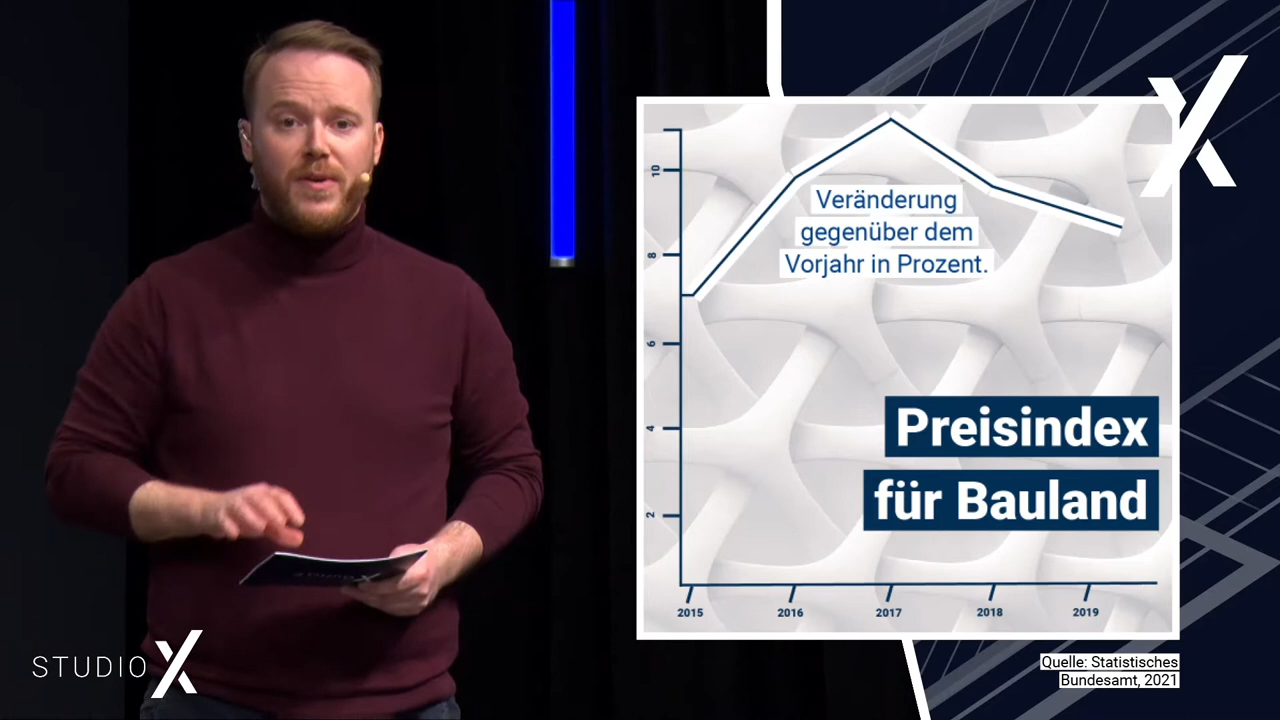 10
8
6
4
2
Veränderung
gegenüber dem
Vorjahr in Prozent.
Preisindex
für Bauland
2015 2016 2017 2018 2019
STUDIO X
Quelle: Statistisches
Bundesamt, 2021
X